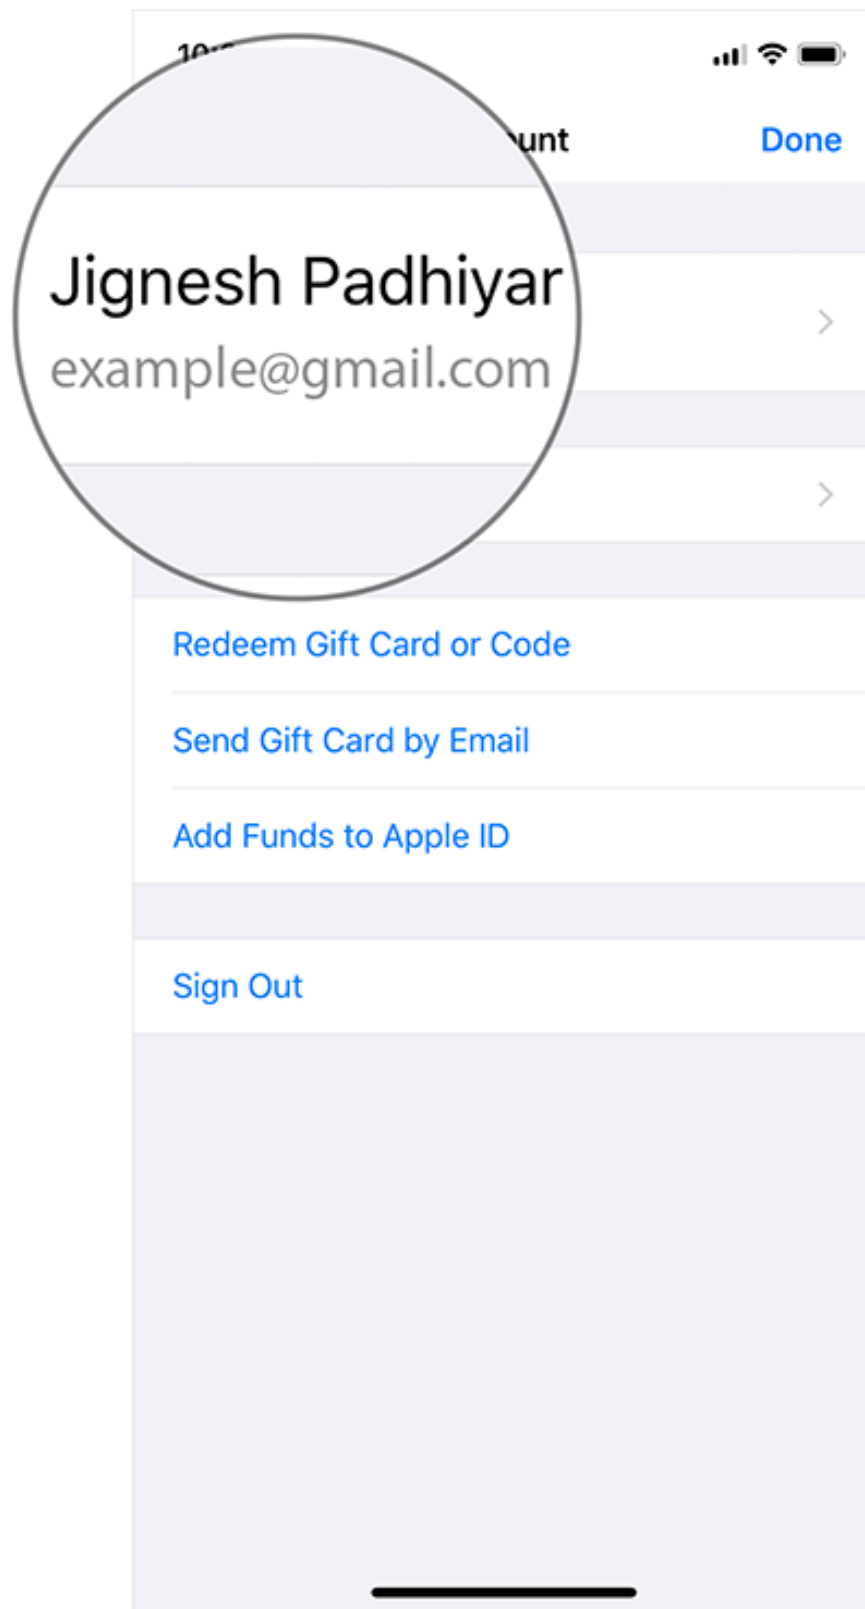 Done
Jignesh Padhiyar
example@gmail.com
Redeem Gift Card or Code
Send Gift Card by Email
Add Funds to Apple ID
Sign Out